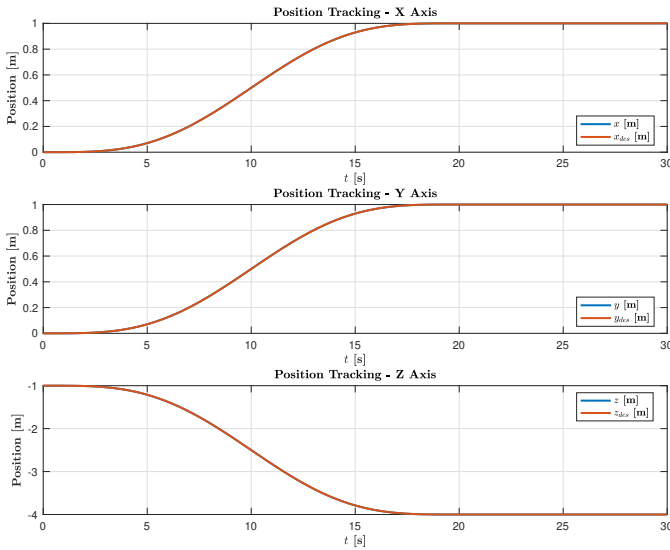 Position Tracking - X Axis
1
0.8
0.6
0.4
0.2
0
Position [m]
x [m]
x_des [m]
0 5 10 15 20 25 30
t [s]
Position Tracking - Y Axis
1
0.8
0.6
0.4
0.2
0
Position [m]
y [m]
y_des [m]
0 5 10 15 20 25 30
t [s]
Position Tracking - Z Axis
-1
-2
-3
-4
Position [m]
z [m]
z_des [m]
0 5 10 15 20 25 30
t [s]